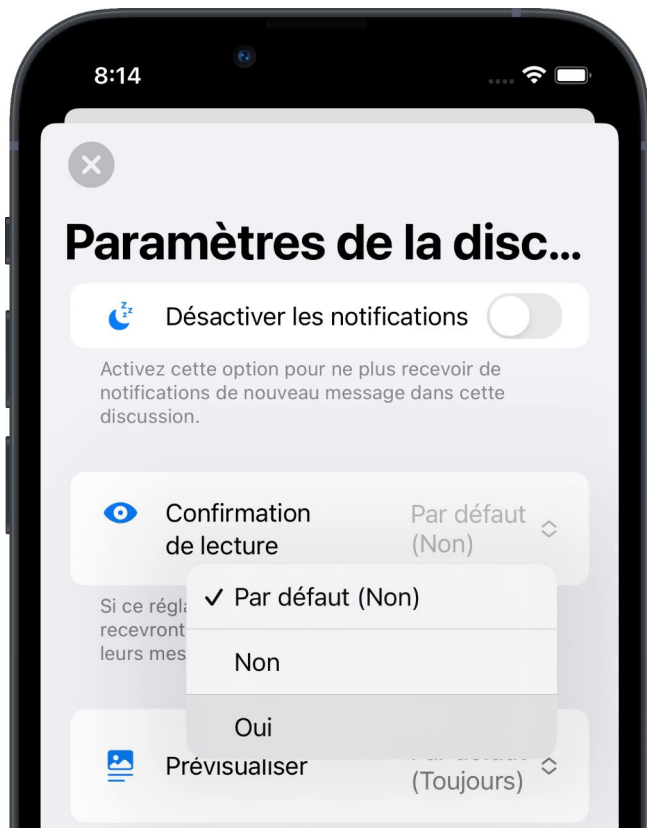 8:14
Paramètres de la disc...
Désactiver les notifications
Activez cette option pour ne plus recevoir de
notifications de nouveau message dans cette
discussion.
Confirmation
de lecture
Par défaut
(Non)
Si ce
recevront
leurs
✓ Par défaut (Non)
Non
Oui
Prévisualiser
(Toujours)